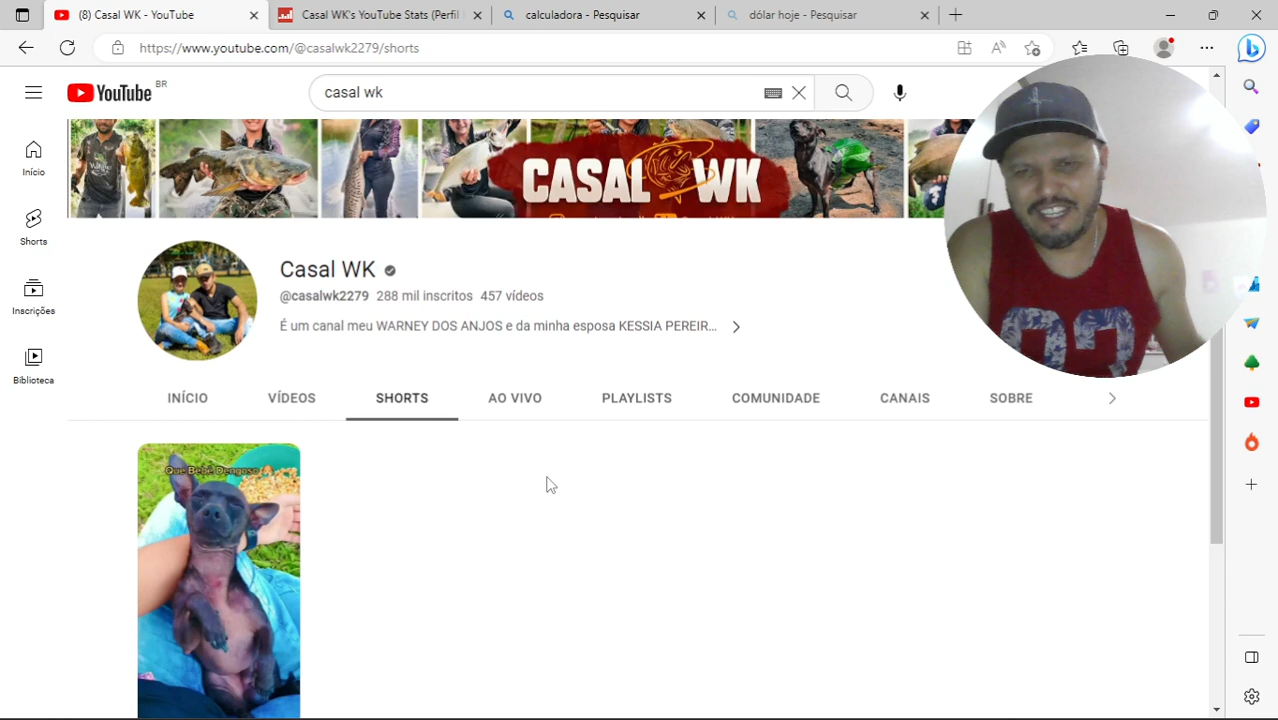 (8) Casal WK - YouTube
Casal WK's YouTube Stats (Perfil
calculadora - Pesquisar
dólar hoje - Pesquisar
https://www.youtube.com/@casalwk2279/shorts
YouTube BR
casal wk
CASAL WK
Início
Shorts
Inscrições
Biblioteca
Casal WK
@casalwk2279 288 mil inscritos 457 vídeos
É um canal meu WARNEY DOS ANJOS e da minha esposa KESSIA PEREIR...
INÍCIO VÍDEOS SHORTS AO VIVO PLAYLISTS COMUNIDADE CANAIS SOBRE
Que Bebê Dengoso